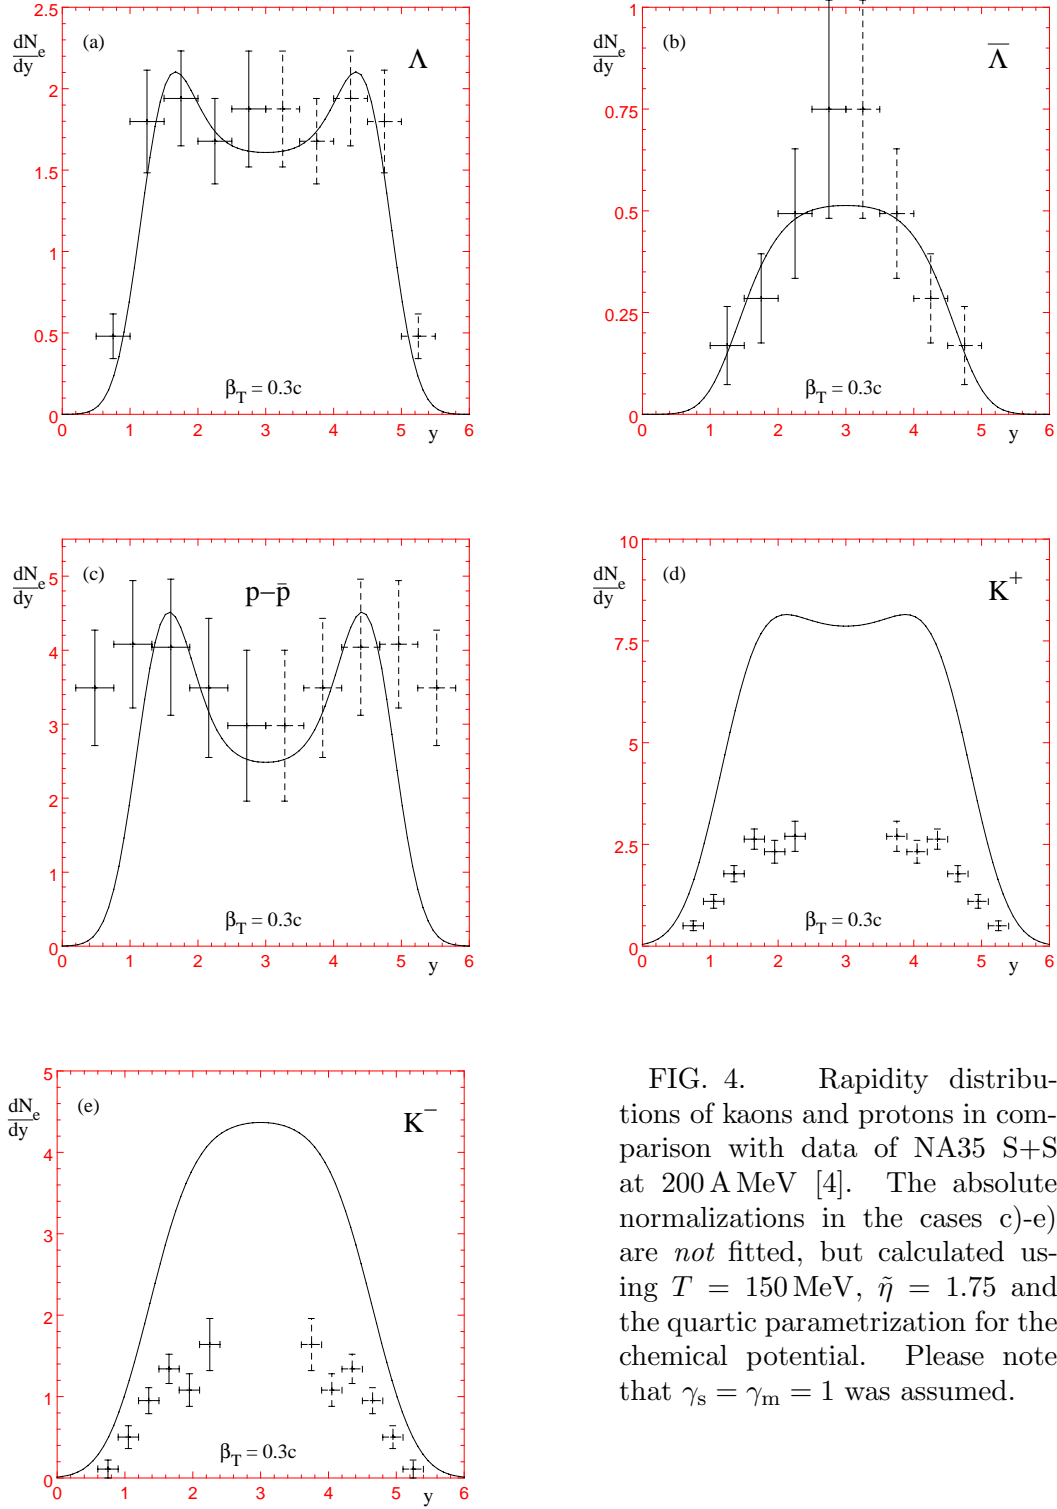 2.5
2
1.5
1
0.5
0
dN
dy e
(a)
Λ
β_T = 0.3c
0 1 2 3 4 5 6
y
1
0.75
0.5
0.25
0
dN
dy e
(b)
Λ̅
β_T = 0.3c
0 1 2 3 4 5 6
y
5
4
3
2
1
0
dN
dy e
(c)
p−p̄
β_T = 0.3c
0 1 2 3 4 5 6
y
10
7.5
5
2.5
0
dN
dy e
(d)
K⁺
β_T = 0.3c
0 1 2 3 4 5 6
y
5
4
3
2
1
0
dN
dy e
(e)
K⁻
β_T = 0.3c
0 1 2 3 4 5 6
y
FIG. 4. Rapidity distribu-
tions of kaons and protons in com-
parison with data of NA35 S+S
at 200 A MeV [4]. The absolute
normalizations in the cases c)-e)
are not fitted, but calculated us-
ing T = 150 MeV, η̃ = 1.75 and
the quartic parametrization for the
chemical potential. Please note
that γ_s = γ_m = 1 was assumed.